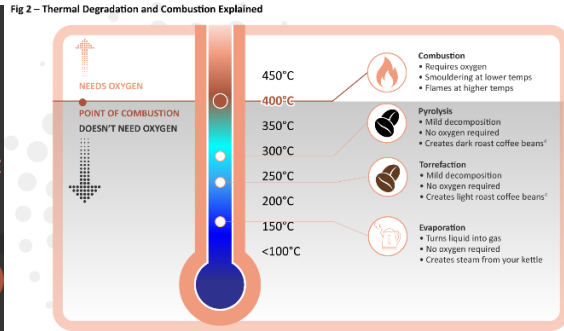 Fig 2 – Thermal Degradation and Combustion Explained
NEEDS OXYGEN
POINT OF COMBUSTION
DOESN'T NEED OXYGEN
450°C
400°C
350°C
300°C
250°C
200°C
150°C
<100°C
Combustion
• Requires oxygen
• Smouldering at lower temps
• Flames at higher temps
Pyrolysis
• Mild decomposition
• No oxygen required
• Creates dark roast coffee beans
Torrefaction
• Mild decomposition
• No oxygen required
• Creates light roast coffee beans
Evaporation
• Turns liquid into gas
• No oxygen required
• Creates steam from your kettle